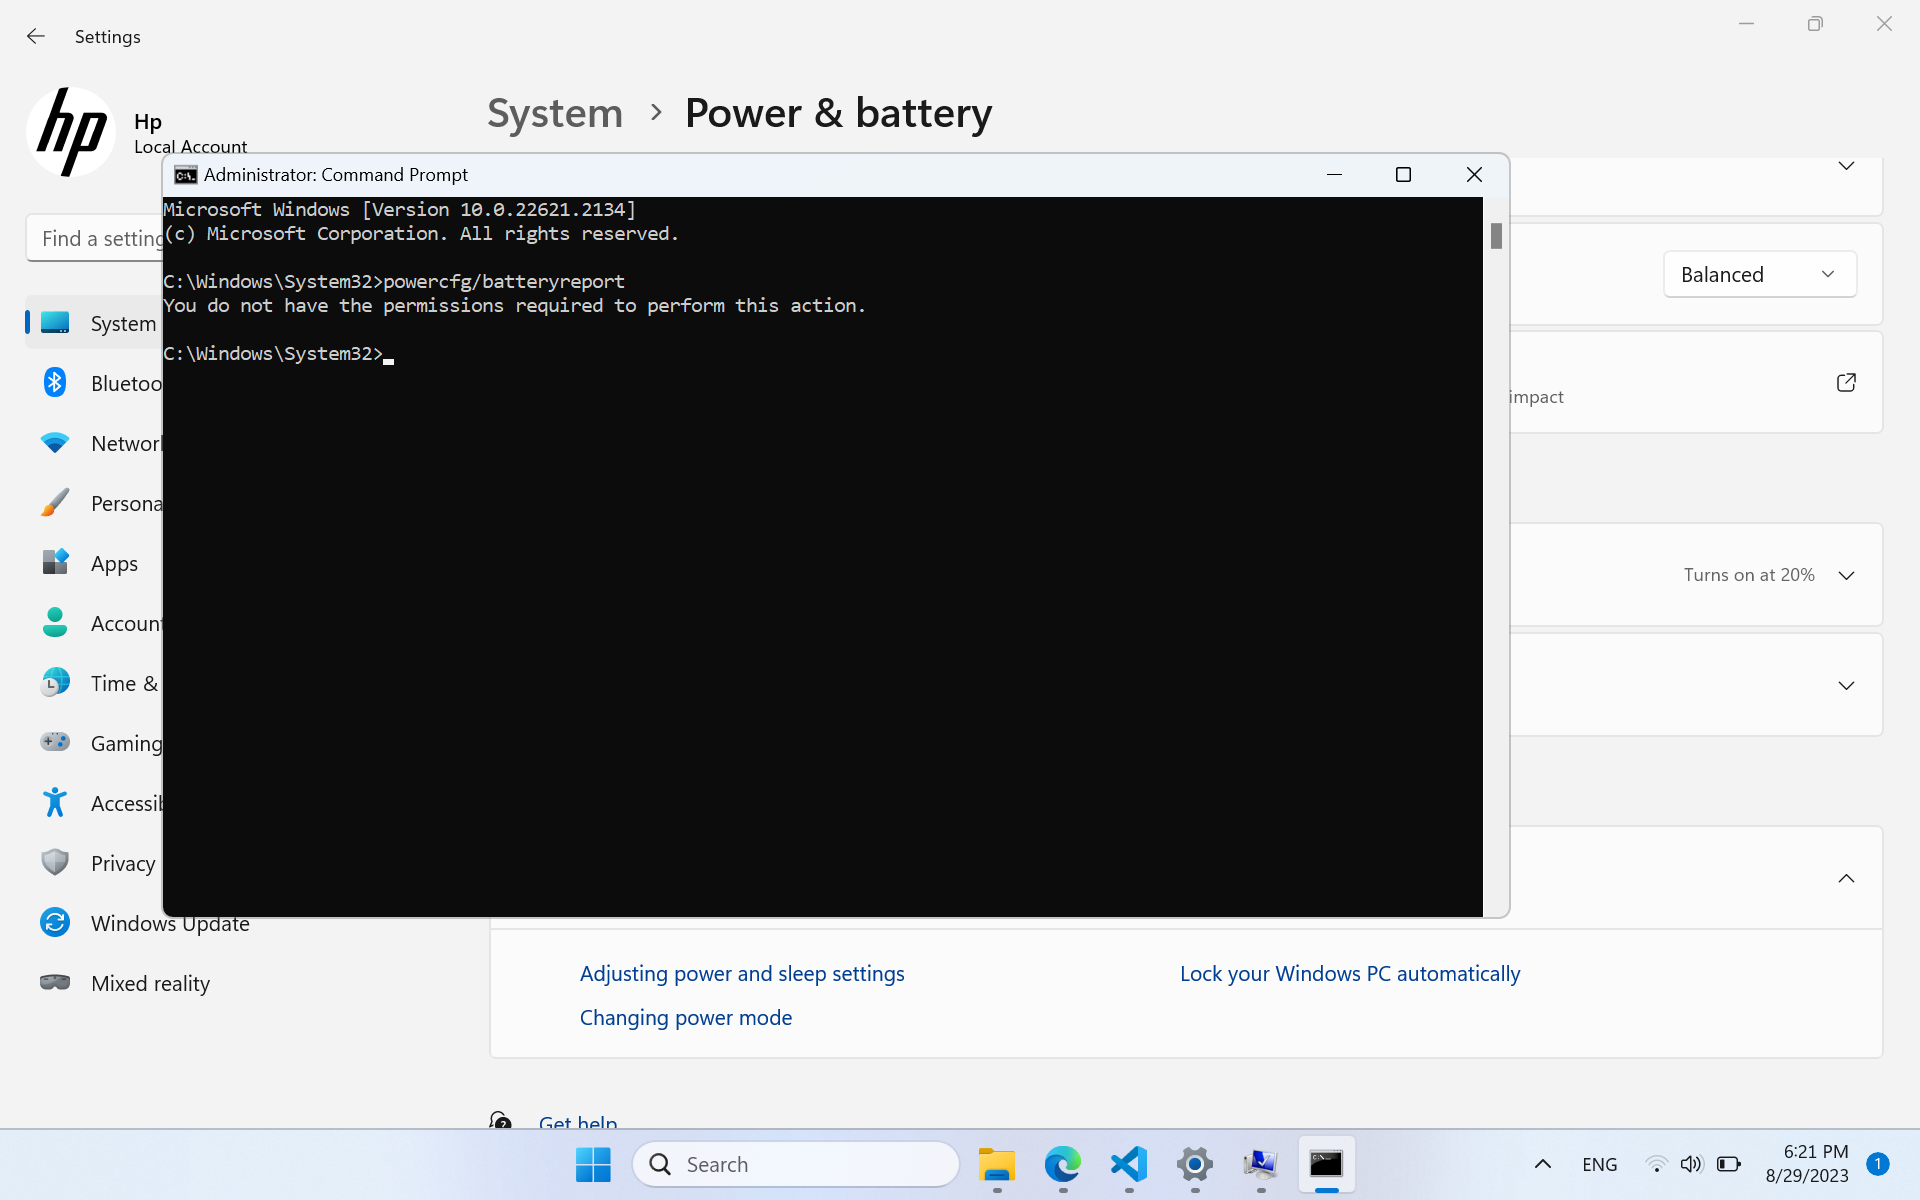 Settings
hp
Hp
Local Account
Find a setting
System
Bluetoo
Network
Persona
Apps
Account
Time &
Gaming
Accessib
Privacy
Windows Update
Mixed reality
System > Power & battery
Administrator: Command Prompt
Microsoft Windows [Version 10.0.22621.2134]
(c) Microsoft Corporation. All rights reserved.
C:\Windows\System32>powercfg/batteryreport
You do not have the permissions required to perform this action.
C:\Windows\System32>
Balanced
impact
Turns on at 20%
Adjusting power and sleep settings
Lock your Windows PC automatically
Changing power mode
Get help
Search
ENG
6:21 PM
8/29/2023
1